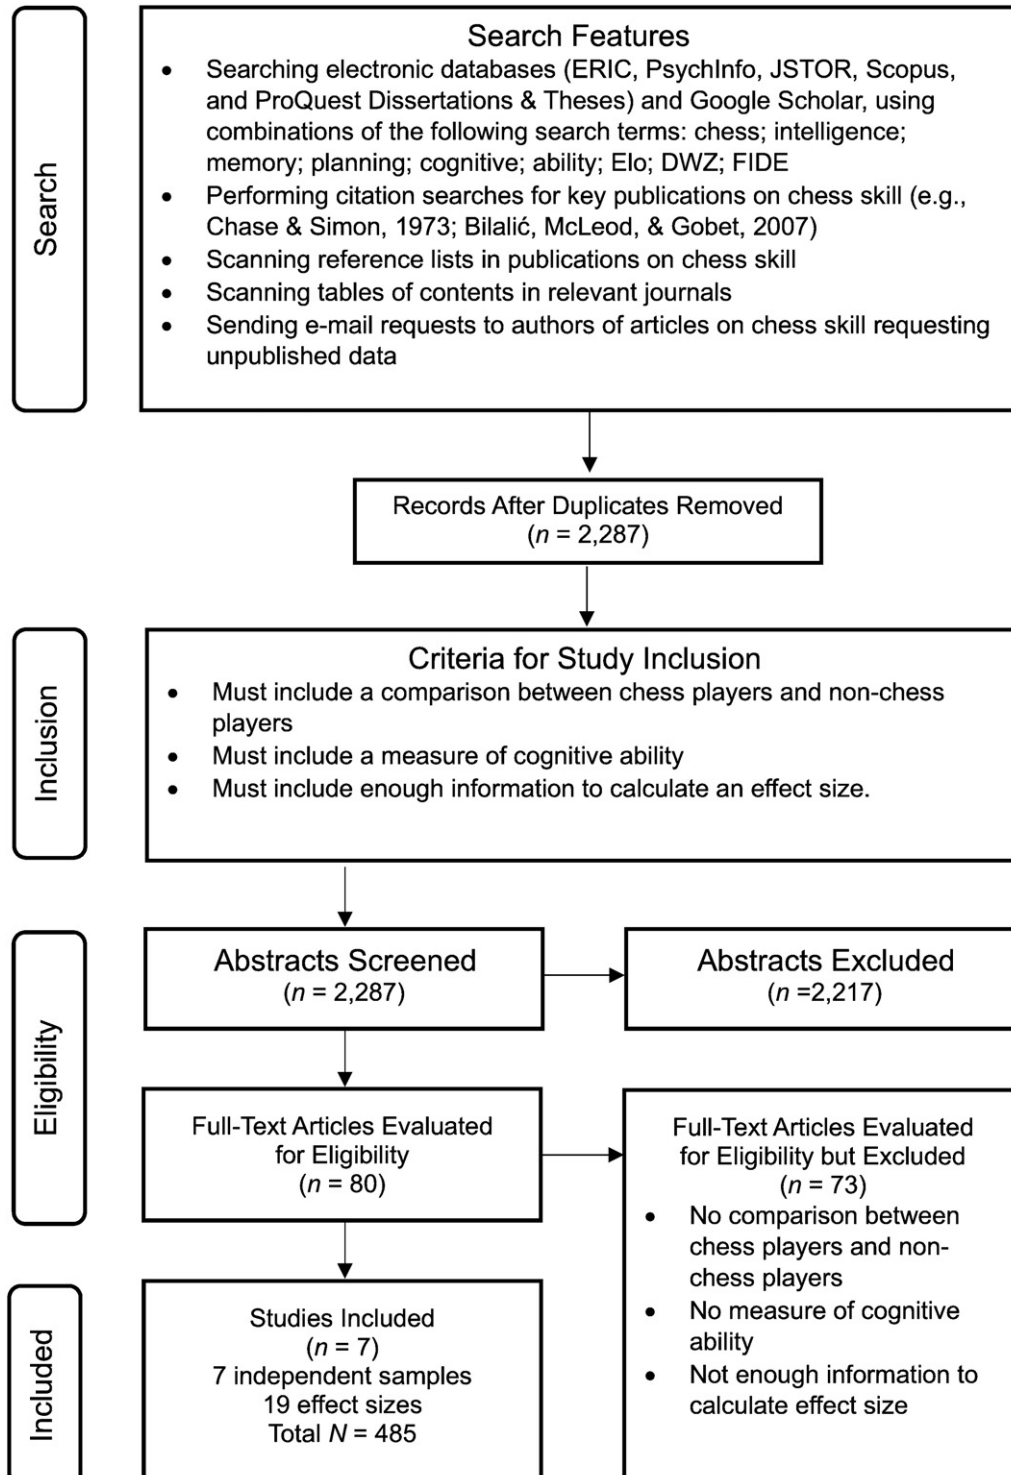 Search
Search Features
• Searching electronic databases (ERIC, PsychInfo, JSTOR, Scopus,
and ProQuest Dissertations & Theses) and Google Scholar, using
combinations of the following search terms: chess; intelligence;
memory; planning; cognitive; ability; Elo; DWZ; FIDE
• Performing citation searches for key publications on chess skill (e.g.,
Chase & Simon, 1973; Bilalić, McLeod, & Gobet, 2007)
• Scanning reference lists in publications on chess skill
• Scanning tables of contents in relevant journals
• Sending e-mail requests to authors of articles on chess skill requesting
unpublished data
Records After Duplicates Removed
(n = 2,287)
Inclusion
Criteria for Study Inclusion
• Must include a comparison between chess players and non-chess
players
• Must include a measure of cognitive ability
• Must include enough information to calculate an effect size.
Eligibility
Abstracts Screened
(n = 2,287)
Abstracts Excluded
(n =2,217)
Full-Text Articles Evaluated
for Eligibility
(n = 80)
Full-Text Articles Evaluated
for Eligibility but Excluded
(n = 73)
• No comparison between
chess players and non-
chess players
• No measure of cognitive
ability
• Not enough information to
calculate effect size
Included
Studies Included
(n = 7)
7 independent samples
19 effect sizes
Total N = 485